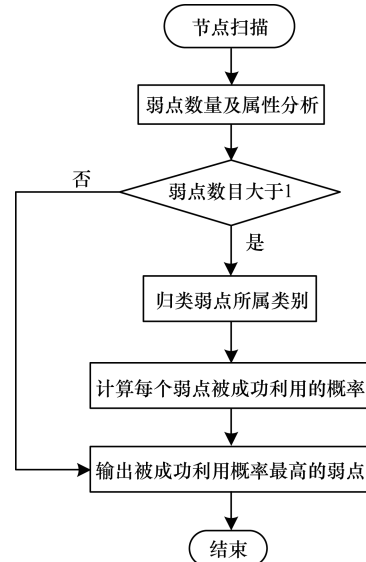 节点扫描
弱点数量及属性分析
弱点数目大于1
否
是
归类弱点所属类别
计算每个弱点被成功利用的概率
输出被成功利用概率最高的弱点
结束